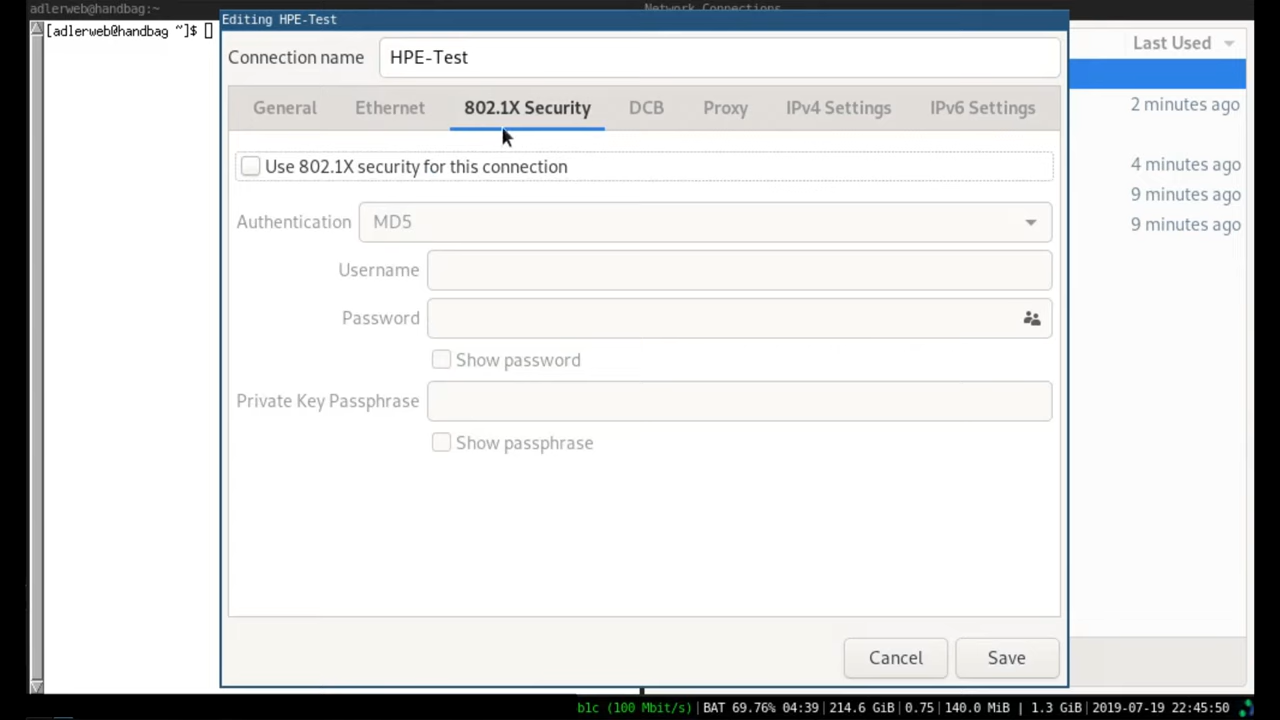 adlerweb@handbag:~
Network Connections
Editing HPE-Test
[adlerweb@handbag ~]$
Connection name HPE-Test
Last Used
General Ethernet 802.1X Security DCB Proxy IPv4 Settings IPv6 Settings
2 minutes ago
Use 802.1X security for this connection
4 minutes ago
9 minutes ago
Authentication MD5
9 minutes ago
Username
Password
Show password
Private Key Passphrase
Show passphrase
Cancel Save
b1c (100 Mbit/s)|BAT 69.76% 04:39|214.6 GiB|0.75|140.0 MiB | 1.3 GiB|2019-07-19 22:45:50